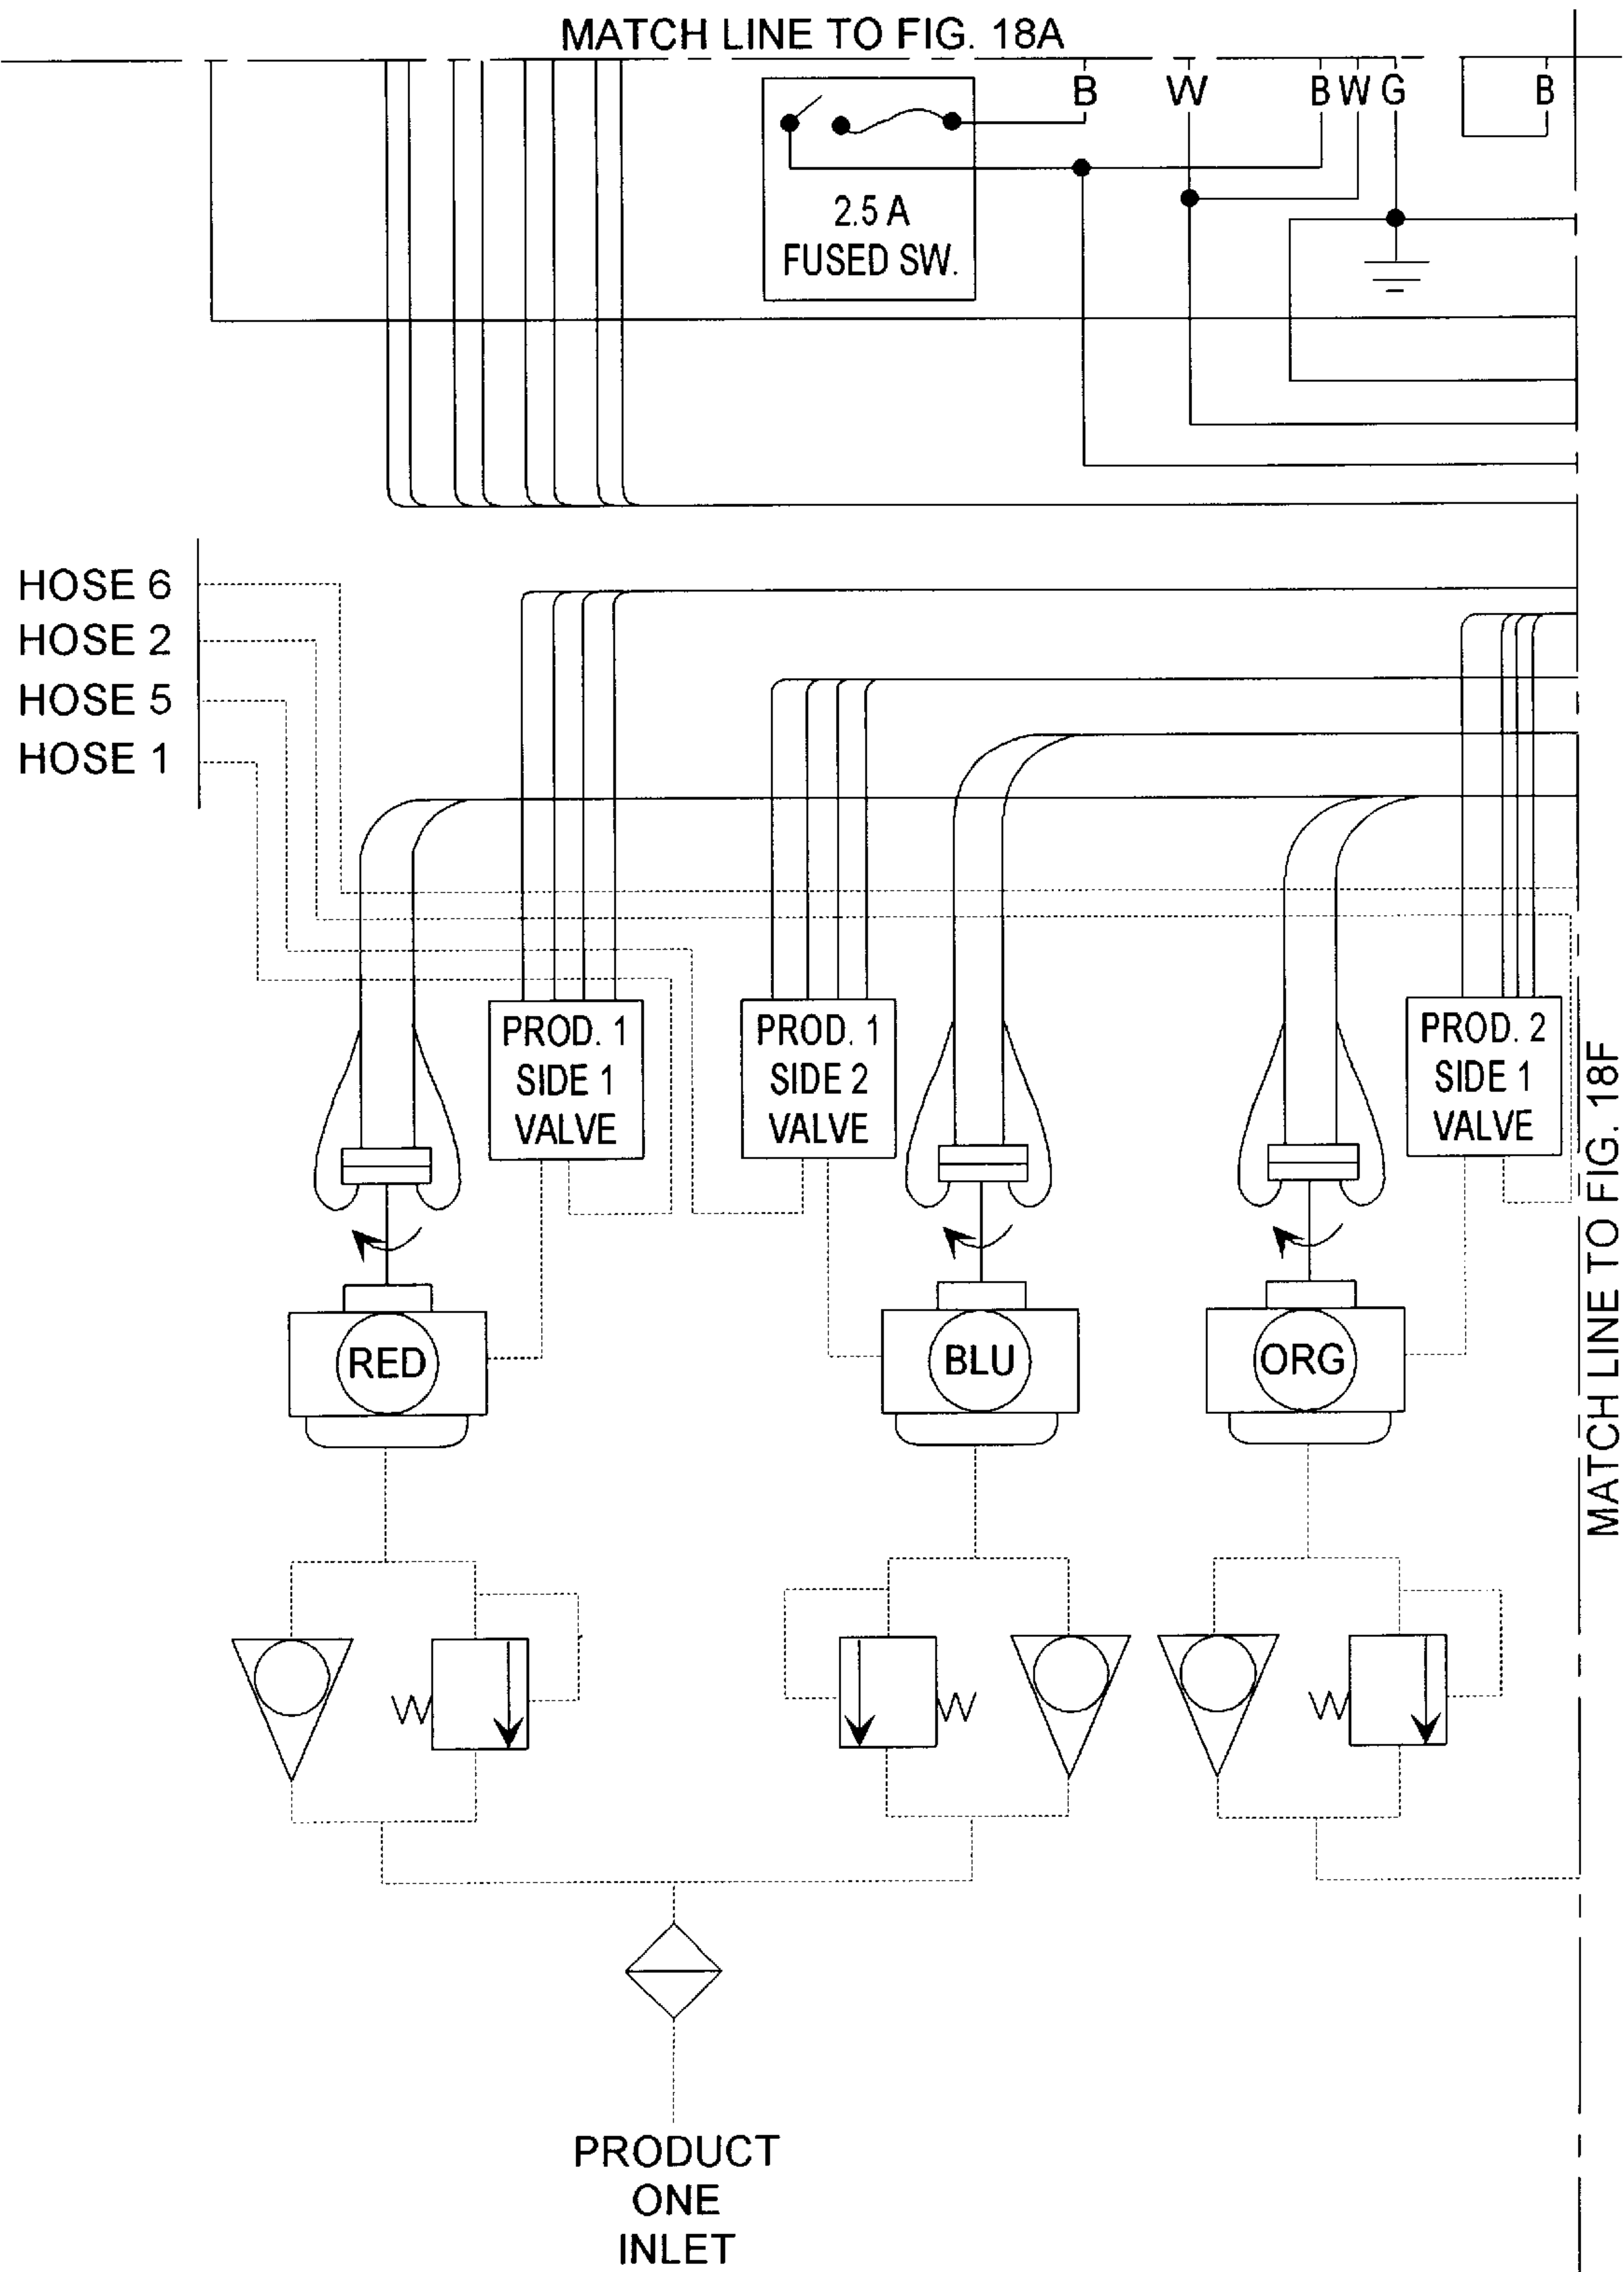 MATCH LINE TO FIG. 18A
B W B W G B
2.5 A
FUSED SW.
HOSE 6
HOSE 2
HOSE 5
HOSE 1
PROD. 1
SIDE 1
VALVE
PROD. 1
SIDE 2
VALVE
PROD. 2
SIDE 1
VALVE
MATCH LINE TO FIG. 18F
RED
BLU
ORG
PRODUCT
ONE
INLET